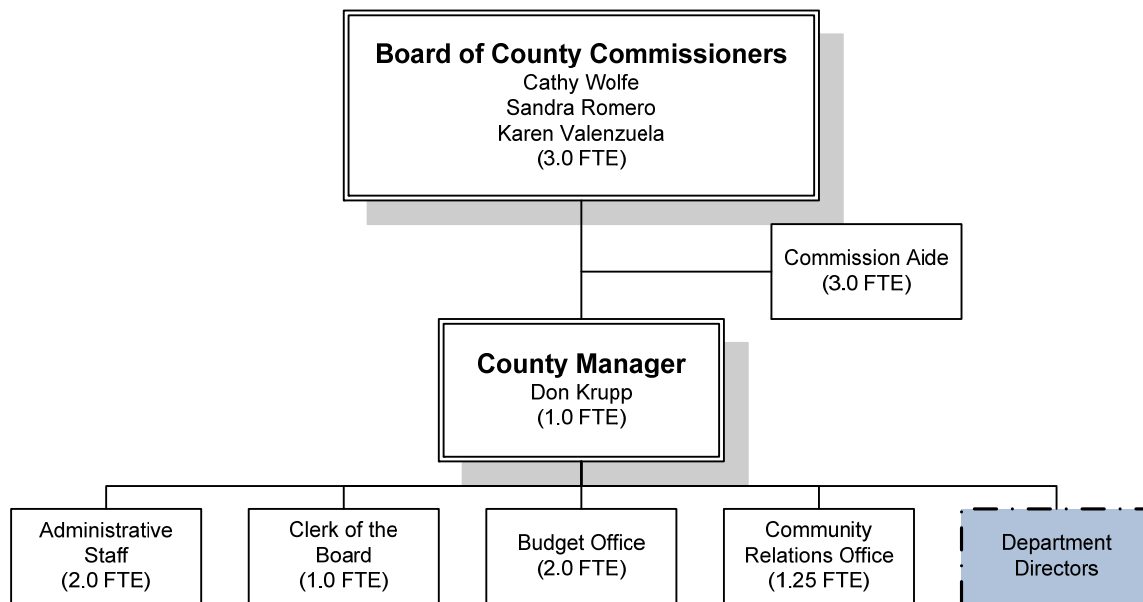 Board of County Commissioners
Cathy Wolfe
Sandra Romero
Karen Valenzuela
(3.0 FTE)
Commission Aide
(3.0 FTE)
County Manager
Don Krupp
(1.0 FTE)
Administrative
Staff
(2.0 FTE)
Clerk of the
Board
(1.0 FTE)
Budget Office
(2.0 FTE)
Community
Relations Office
(1.25 FTE)
Department
Directors